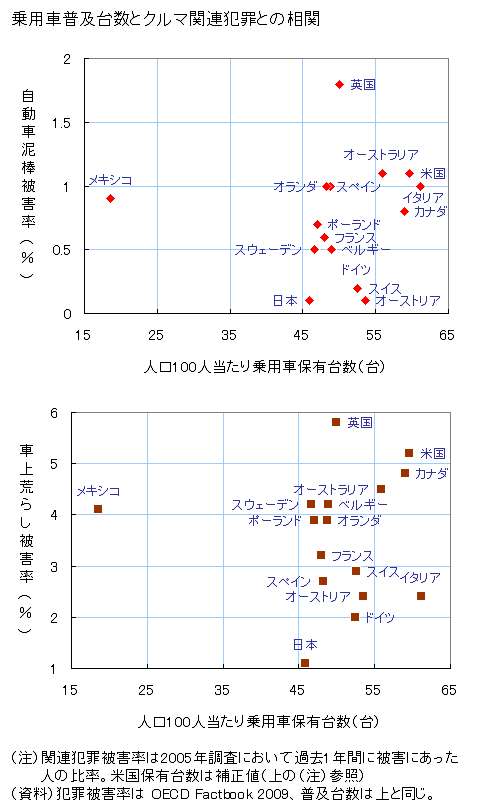 乗用車普及台数とクルマ関連犯罪との相関
自動車泥棒被害率(%)
2
1.5
1
0.5
0
英国
オーストラリア
メキシコ
米国
オランダ
スペイン
イタリア
カナダ
ポーランド
フランス
スウェーデン
ベルギー
ドイツ
スイス
日本
オーストリア
15
25
35
45
55
65
人口100人当たり乗用車保有台数(台)
車上荒らし被害率(%)
6
5
4
3
2
1
英国
米国
カナダ
メキシコ
オーストラリア
スウェーデン
ベルギー
ポーランド
オランダ
フランス
スイス
イタリア
スペイン
オーストリア
ドイツ
日本
15
25
35
45
55
65
人口100人当たり乗用車保有台数(台)
(注)関連犯罪被害率は2005年調査において過去1年間に被害にあった
人の比率。米国保有台数は補正値(上の(注)参照)
(資料)犯罪被害率は OECD Factbook 2009、普及台数は上と同じ。